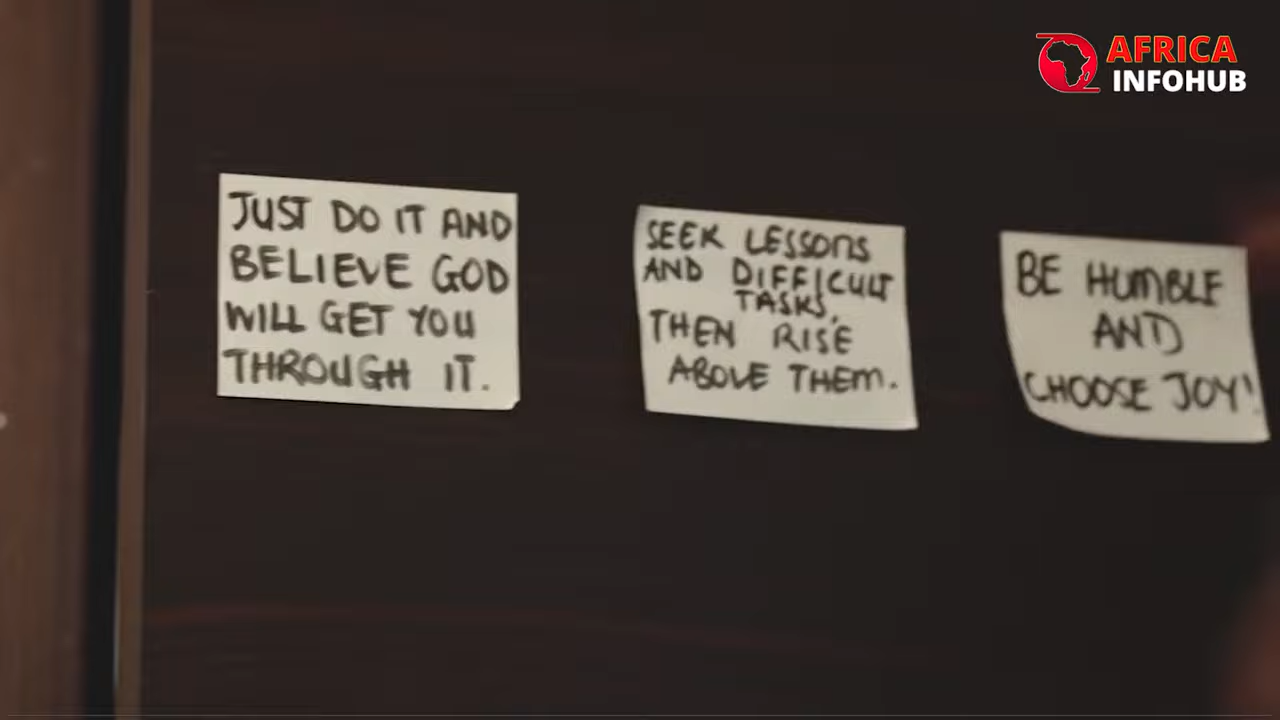 AFRICA
INFOHUB
JUST DO IT AND
BELIEVE GOD
WILL GET YOU
THROUGH IT.
SEEK LESSONS
AND DIFFICULT
TASKS,
THEN RISE
ABOVE THEM.
BE HUMBLE
AND
CHOOSE JOY!